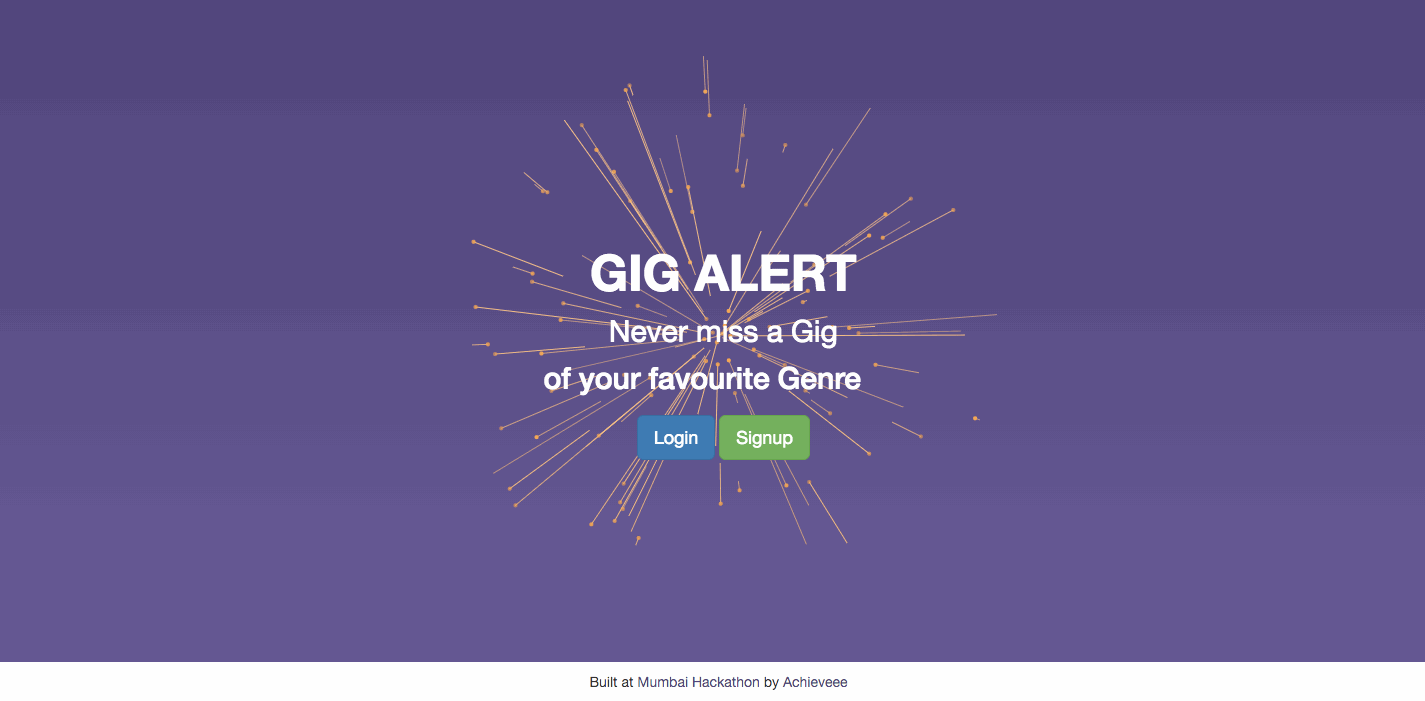 GIG ALERT
Never miss a Gig
of your favourite Genre
Login Signup
Built at Mumbai Hackathon by Achieveee